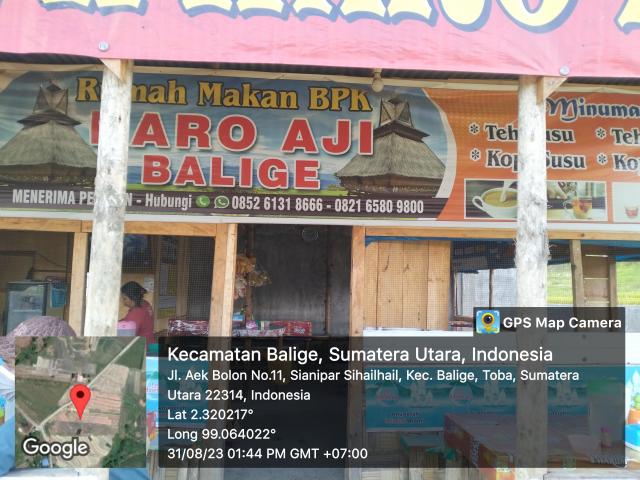 Rumah Makan BPK
KARO AJI
BALIGE
MENERIMA PESANAN - Hubungi 0852 6131 8666 - 0821 6580 9800
Minuma
* Teh Susu
* Kopi Susu
* Te
* Ko
GPS Map Camera
Kecamatan Balige, Sumatera Utara, Indonesia
Jl. Aek Bolon No.11, Sianipar Sihailhail, Kec. Balige, Toba, Sumatera
Utara 22314, Indonesia
Lat 2.320217°
Long 99.064022°
31/08/23 01:44 PM GMT +07:00
Google